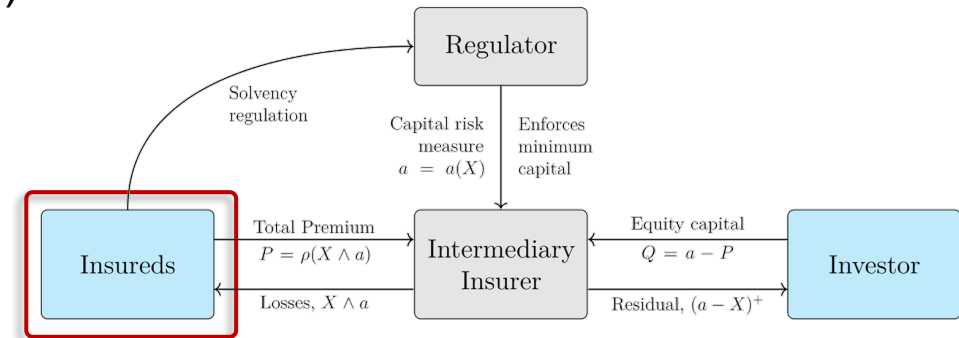 )
Regulator
Solvency
regulation
Capital risk
measure
a = a(X)
Enforces
minimum
capital
Insureds
Total Premium
P = ρ(X ∧ a)
Losses, X ∧ a
Intermediary
Insurer
Equity capital
Q = a − P
Residual, (a − X)⁺
Investor